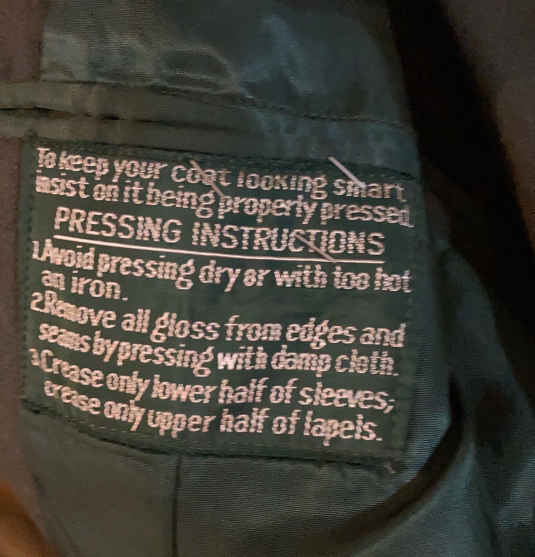 To keep your coat looking smart,
insist on it being properly pressed.
PRESSING INSTRUCTIONS
1.Avoid pressing dry or with too hot
an iron.
2.Remove all gloss from edges and
seams by pressing with damp cloth.
3.Crease only lower half of sleeves;
crease only upper half of lapels.